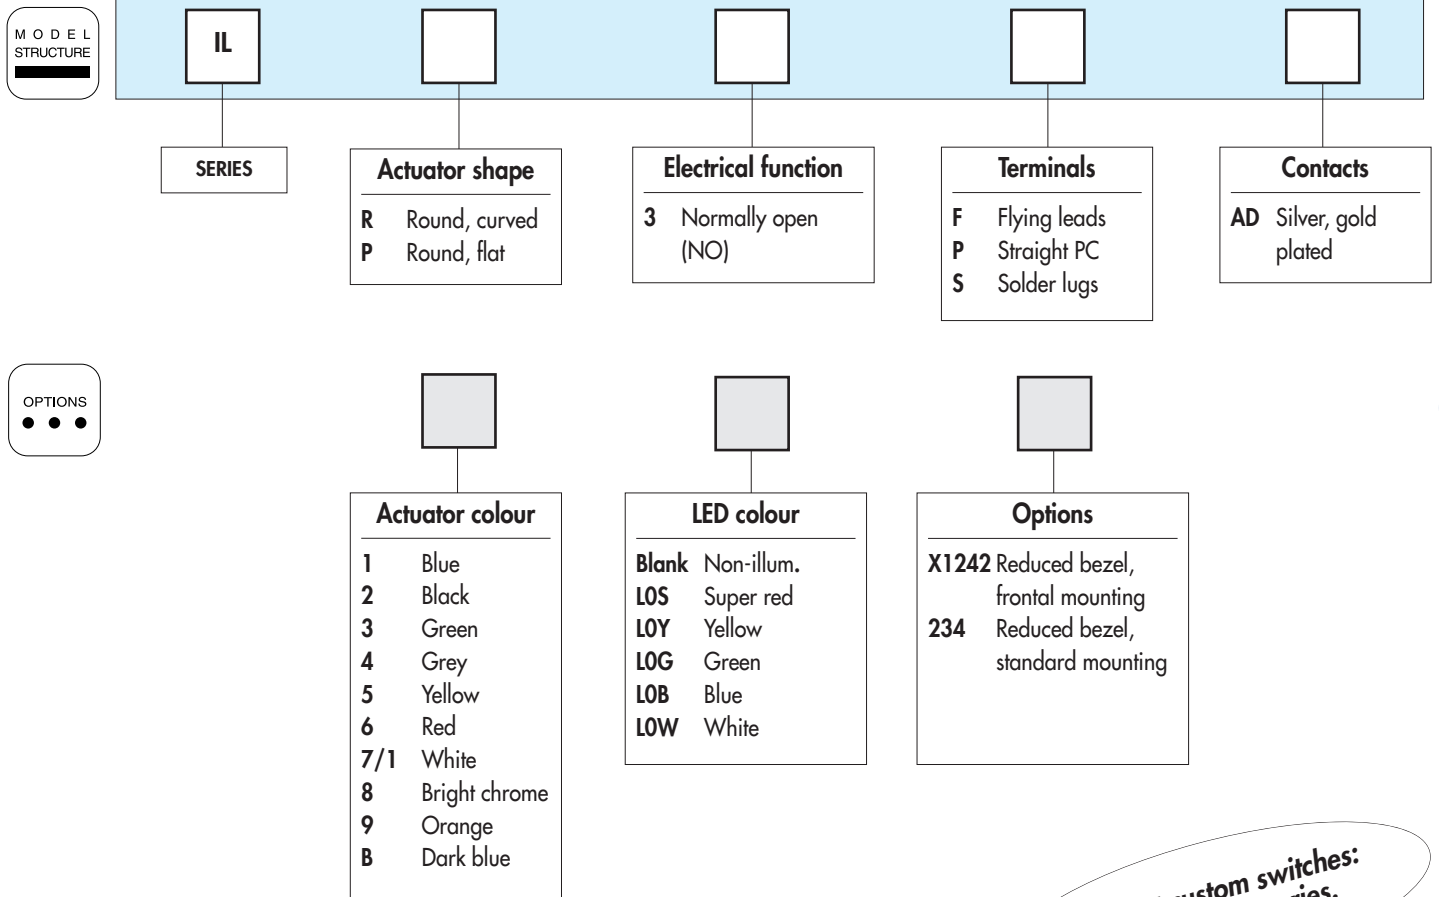 MODEL
STRUCTURE
IL
SERIES
Actuator shape
R Round, curved
P Round, flat
Electrical function
3 Normally open
(NO)
Terminals
F Flying leads
P Straight PC
S Solder lugs
Contacts
AD Silver, gold
plated
OPTIONS
Actuator colour
1 Blue
2 Black
3 Green
4 Grey
5 Yellow
6 Red
7/1 White
8 Bright chrome
9 Orange
B Dark blue
LED colour
Blank Non-illum.
L0S Super red
L0Y Yellow
L0G Green
L0B Blue
L0W White
Options
X1242 Reduced bezel,
frontal mounting
234 Reduced bezel,
standard mounting
switches: